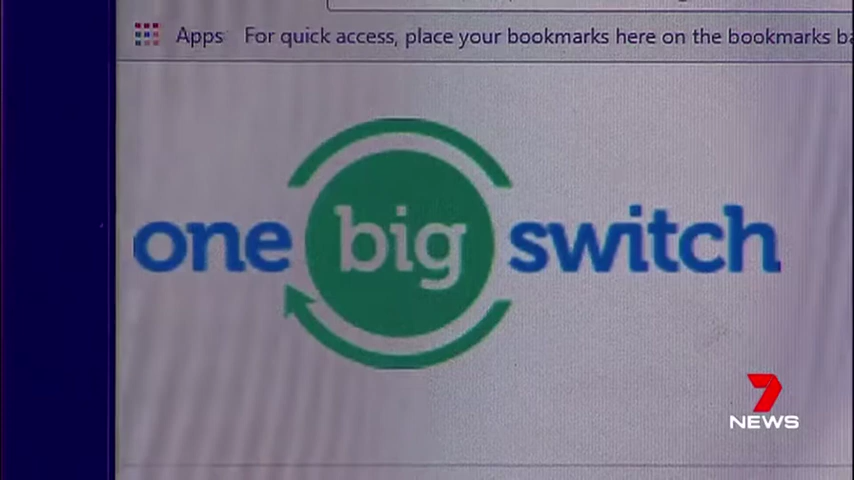 Apps For quick access, place your bookmarks here on the bookmarks ba
one big switch
7
NEWS